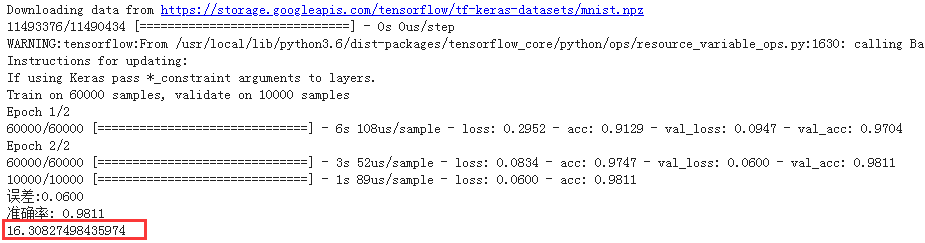 Downloading data from https://storage.googleapis.com/tensorflow/tf-keras-datasets/mnist.npz
11493376/11490434 [==============================] - 0s 0us/step
WARNING:tensorflow:From /usr/local/lib/python3.6/dist-packages/tensorflow_core/python/ops/resource_variable_ops.py:1630: calling Ba
Instructions for updating:
If using Keras pass *_constraint arguments to layers.
Train on 60000 samples, validate on 10000 samples
Epoch 1/2
60000/60000 [==============================] - 6s 108us/sample - loss: 0.2952 - acc: 0.9129 - val_loss: 0.0947 - val_acc: 0.9704
Epoch 2/2
60000/60000 [==============================] - 3s 52us/sample - loss: 0.0834 - acc: 0.9747 - val_loss: 0.0600 - val_acc: 0.9811
10000/10000 [==============================] - 1s 89us/sample - loss: 0.0600 - acc: 0.9811
误差:0.0600
准确率: 0.9811
16.30827498435974